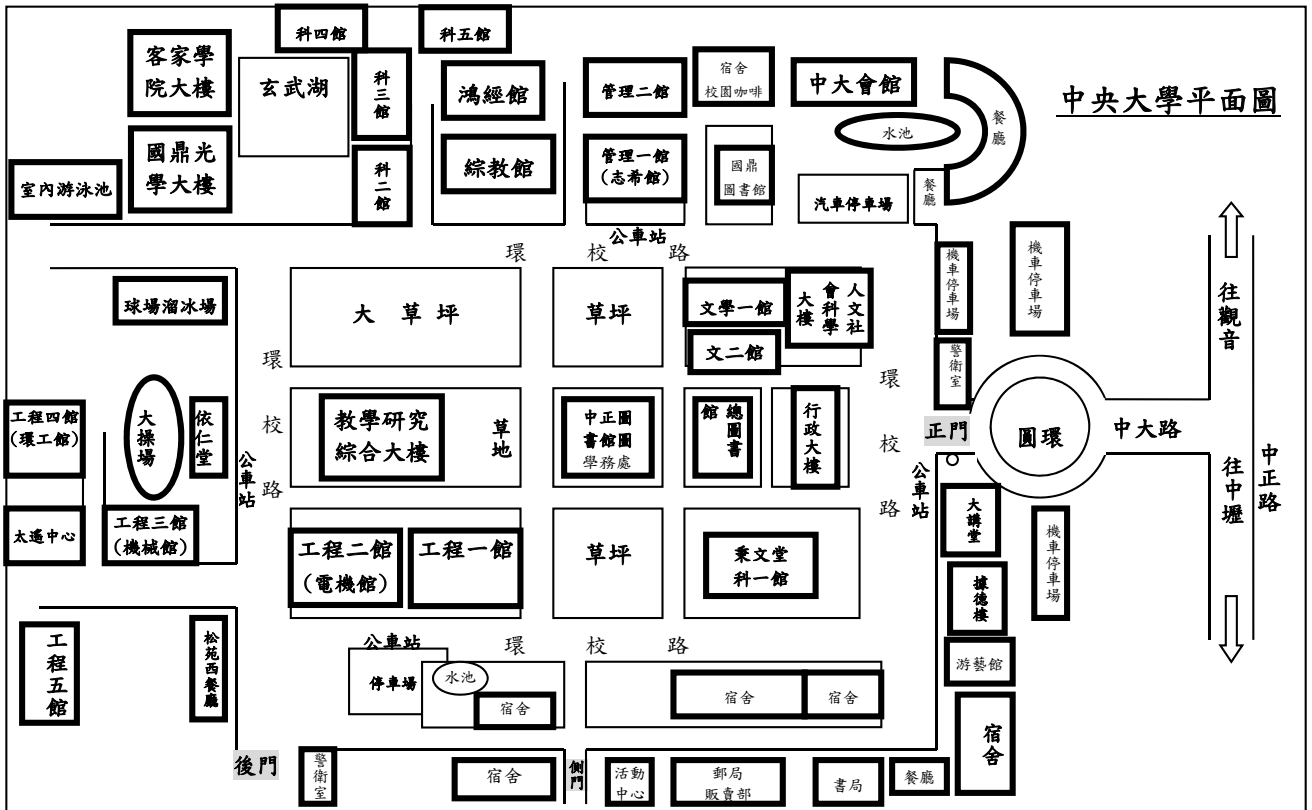 中央大學平面圖
科四館
科五館
客家學
院大樓
玄武湖
科三館
鴻經館
管理二館
宿舍
校園咖啡
中大會館
水池
餐廳
國鼎光
學大樓
室內游泳池
科二館
綜教館
管理一館
(志希館)
國鼎
圖書館
汽車停車場
餐廳
公車站
環 校 路
機車停車場
機車停車場
往觀音
球場溜冰場
大 草 坪
草坪
文學一館
文二館
人文社
會科學
大樓
警衛室
環 校 路
環 校 路
工程四館
(環工館)
大操場
依仁堂
公車站
教學研究
綜合大樓
草地
中正圖
書館圖
學務處
總圖書
館
行政大樓
正門
圓環
中大路
中正路
往中壢
公車站
太遙中心
工程三館
(機械館)
工程二館
(電機館)
工程一館
草坪
秉文堂
科一館
大講堂
機車停車場
據德樓
工程五館
松苑西餐廳
公車站
環 校 路
停車場
水池
宿舍
宿舍
宿舍
游藝館
宿舍
後門
警衛室
宿舍
側門
活動
中心
郵局
販賣部
書局
餐廳